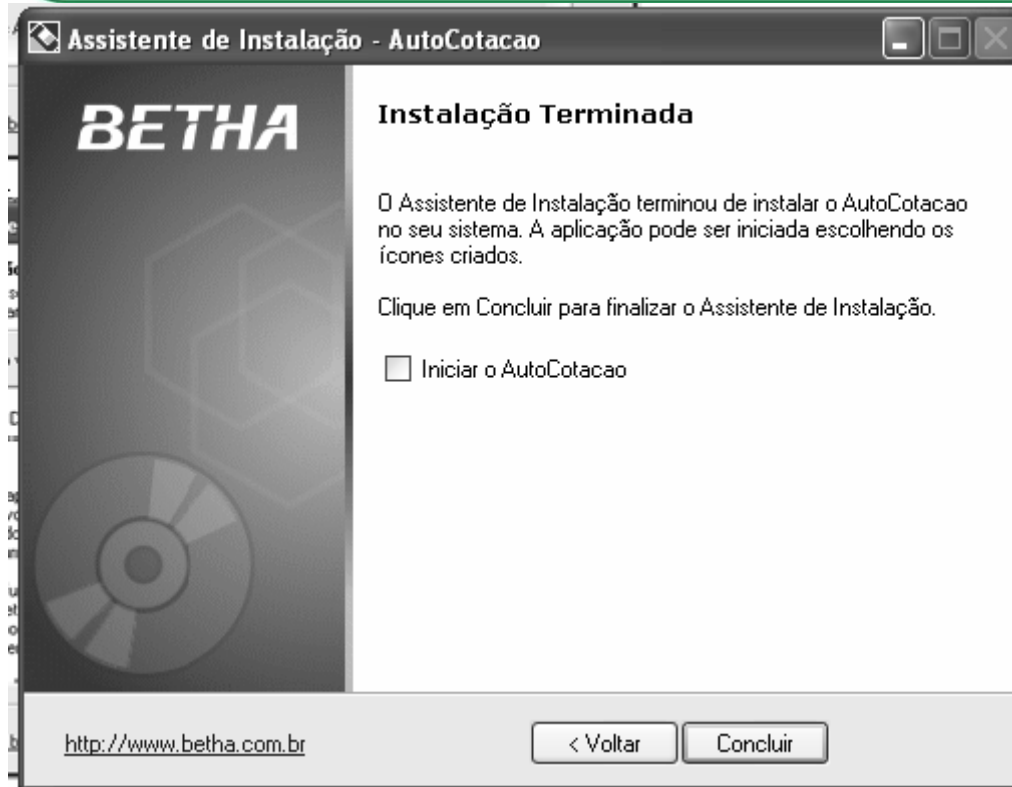 Assistente de Instalação - AutoCotacao
BETHA
Instalação Terminada
O Assistente de Instalação terminou de instalar o AutoCotacao
no seu sistema. A aplicação pode ser iniciada escolhendo os
ícones criados.
Clique em Concluir para finalizar o Assistente de Instalação.
Iniciar o AutoCotacao
http://www.betha.com.br
< Voltar
Concluir